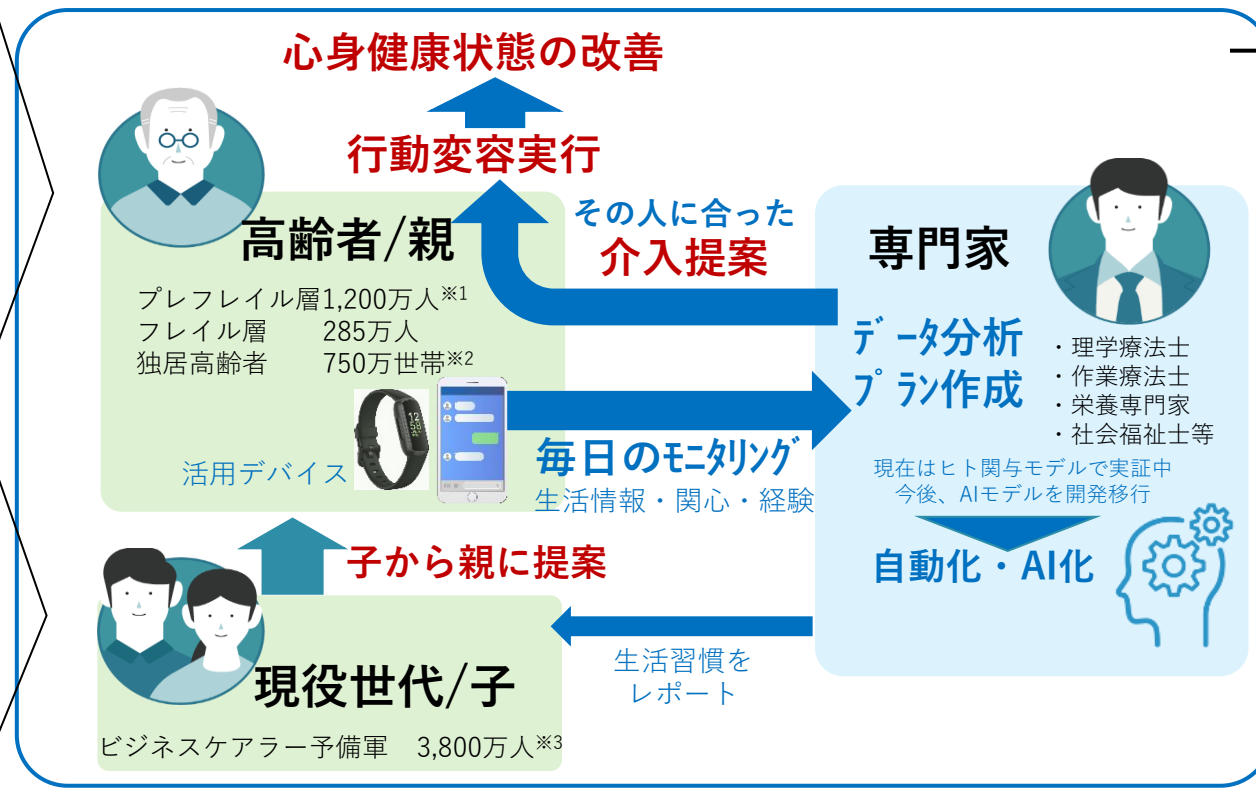 心身健康状態の改善
行動変容実行
高齢者/親
プレフレイル層1,200万人※1
フレイル層 285万人
独居高齢者 750万世帯※2
活用デバイス
その人に合った
介入提案
毎日のﾓﾆﾀﾘﾝｸﾞ
生活情報・関心・経験
専門家
ﾃﾞｰﾀ分析
ﾌﾟﾗﾝ作成
・理学療法士
・作業療法士
・栄養専門家
・社会福祉士等
現在はヒト関与モデルで実証中
今後、AIモデルを開発移行
自動化・AI化
子から親に提案
生活習慣を
レポート
現役世代/子
ビジネスケアラー予備軍 3,800万人※3